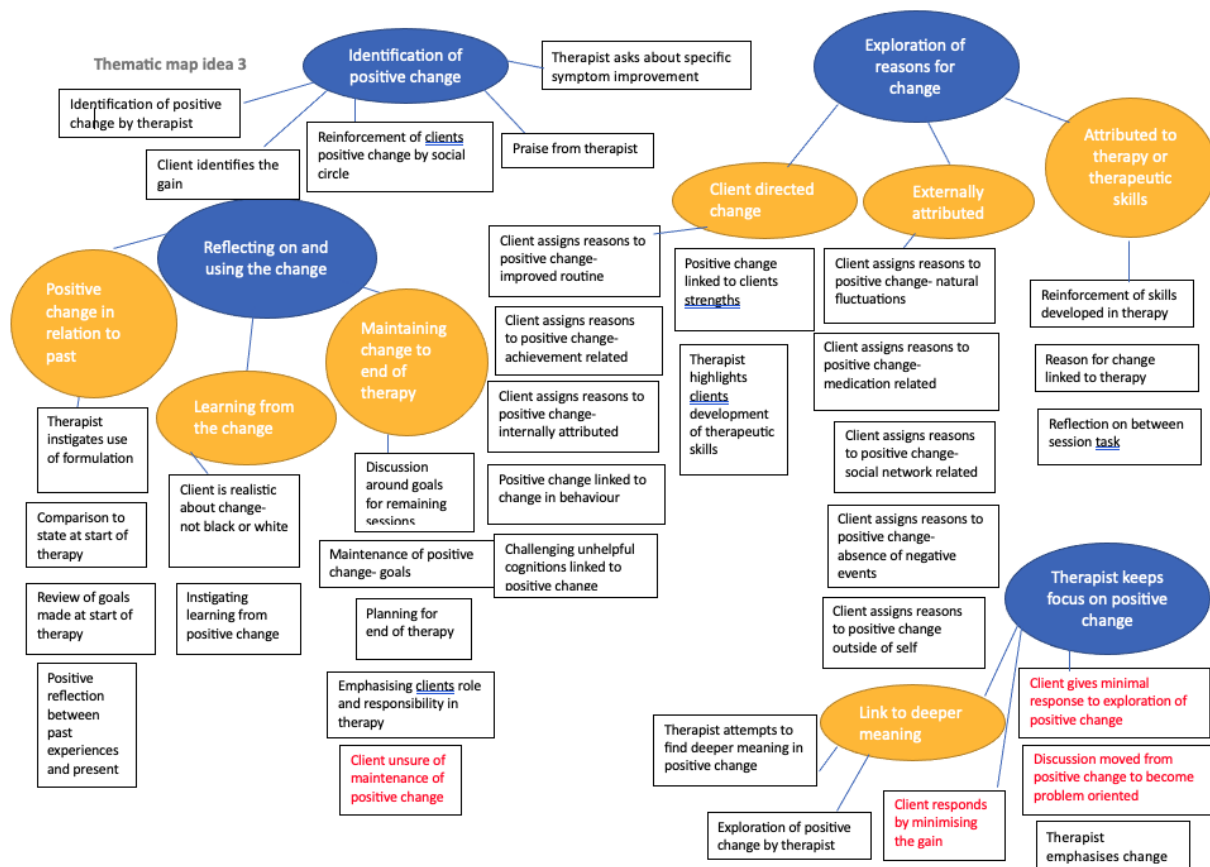 Thematic map idea 3
Identification of
positive change
Therapist asks about specific
symptom improvement
Identification of positive
change by therapist
Client identifies the
gain
Reinforcement of clients
positive change by social
circle
Praise from therapist
Reflecting on and
using the change
Positive
change in
relation to
past
Therapist
instigates use
of formulation
Comparison to
state at start of
therapy
Review of goals
made at start of
therapy
Positive
reflection
between
past
experiences
and present
Learning from
the change
Client is realistic
about change-
not black or white
Instigating
learning from
positive change
Maintaining
change to
end of
therapy
Discussion
around goals
for remaining
sessions
Maintenance of positive
change- goals
Planning for
end of therapy
Emphasising clients role
and responsibility in
therapy
Client unsure of
maintenance of
positive change
Exploration of
reasons for
change
Client directed
change
Client assigns reasons to
positive change-
improved routine
Client assigns reasons
to positive change-
achievement related
Client assigns reasons to
positive change-
internally attributed
Positive change linked to
change in behaviour
Challenging unhelpful
cognitions linked to
positive change
Positive change
linked to clients
strengths
Therapist
highlights
clients
development
of therapeutic
skills
Externally
attributed
Client assigns reasons to
positive change- natural
fluctuations
Client assigns reasons to
positive change-
medication related
Client assigns reasons
to positive change-
social network related
Client assigns reasons to
positive change-
absence of negative
events
Client assigns reasons
to positive change
outside of self
Attributed to
therapy or
therapeutic
skills
Reinforcement of skills
developed in therapy
Reason for change
linked to therapy
Reflection on between
session task
Therapist keeps
focus on positive
change
Link to deeper
meaning
Therapist attempts to
find deeper meaning in
positive change
Exploration of positive
change by therapist
Client responds
by minimising
the gain
Client gives minimal
response to exploration of
positive change
Discussion moved from
positive change to become
problem oriented
Therapist
emphasises change